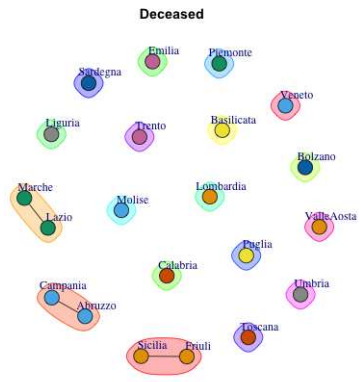 Deceased
Emilia
Piemonte
Sardegna
Veneto
Liguria
Trento
Basilicata
Bolzano
Marche
Lazio
Molise
Lombardia
ValleAosta
Puglia
Calabria
Campania
Abruzzo
Umbria
Toscana
Sicilia
Friuli